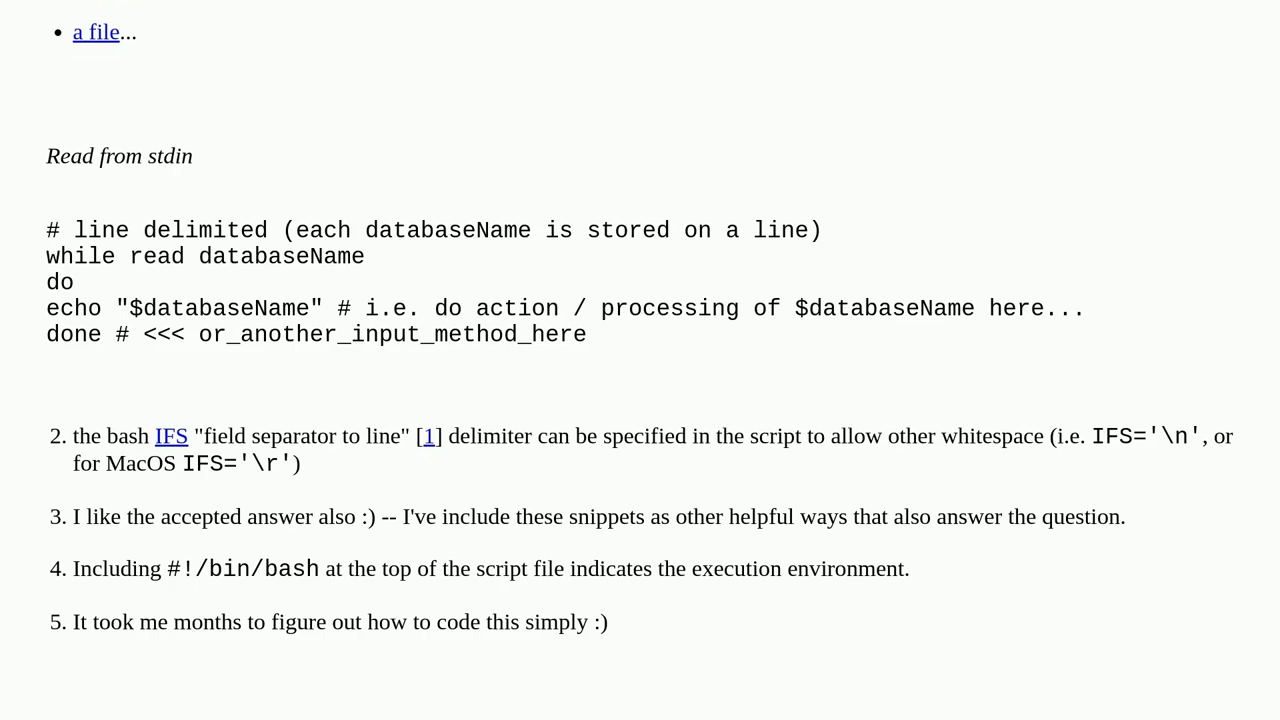 • a file...
Read from stdin
# line delimited (each databaseName is stored on a line)
while read databaseName
do
echo "$databaseName" # i.e. do action / processing of $databaseName here...
done # <<< or_another_input_method_here
2. the bash IFS "field separator to line" [1] delimiter can be specified in the script to allow other whitespace (i.e. IFS='\n', or
for MacOS IFS='\r')
3. I like the accepted answer also :) -- I've include these snippets as other helpful ways that also answer the question.
4. Including #!/bin/bash at the top of the script file indicates the execution environment.
5. It took me months to figure out how to code this simply :)